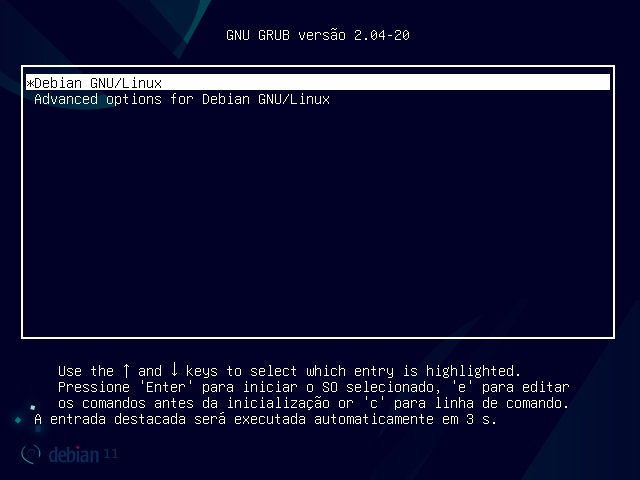 GNU GRUB versão 2.04-20
*Debian GNU/Linux
Advanced options for Debian GNU/Linux
Use the ↑ and ↓ keys to select which entry is highlighted.
Pressione 'Enter' para iniciar o SO selecionado, 'e' para editar
os comandos antes da inicialização or 'c' para linha de comando.
A entrada destacada será executada automaticamente em 3 s.
debian 11